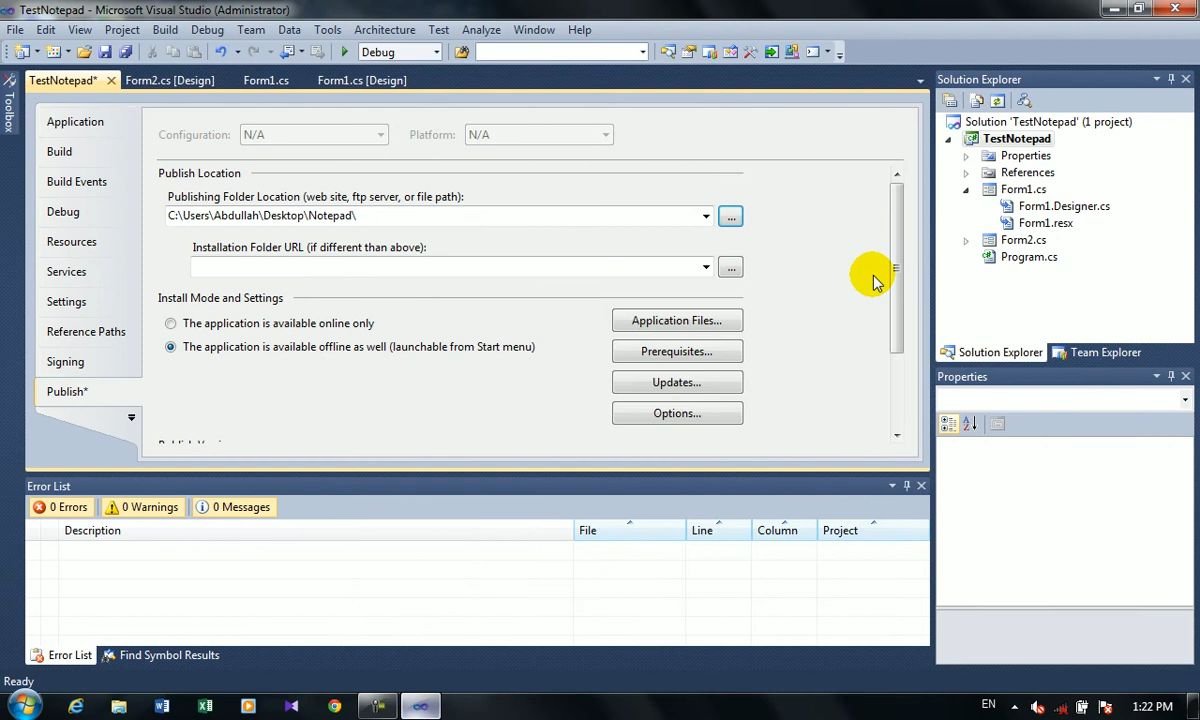 TestNotepad - Microsoft Visual Studio (Administrator)
File Edit View Project Build Debug Team Data Tools Architecture Test Analyze Window Help
Debug
TestNotepad* Form2.cs [Design] Form1.cs Form1.cs [Design]
Toolbox
Application
Build
Build Events
Debug
Resources
Services
Settings
Reference Paths
Signing
Publish*
Configuration: N/A Platform: N/A
Publish Location
Publishing Folder Location (web site, ftp server, or file path):
C:\Users\Abdullah\Desktop\Notepad\
...
Installation Folder URL (if different than above):
...
Install Mode and Settings
The application is available online only
The application is available offline as well (launchable from Start menu)
Application Files...
Prerequisites...
Updates...
Options...
Solution Explorer
Solution 'TestNotepad' (1 project)
TestNotepad
Properties
References
Form1.cs
Form1.Designer.cs
Form1.resx
Form2.cs
Program.cs
Solution Explorer Team Explorer
Properties
Error List
0 Errors 0 Warnings 0 Messages
Description File Line Column Project
Error List Find Symbol Results
Ready
EN 1:22 PM